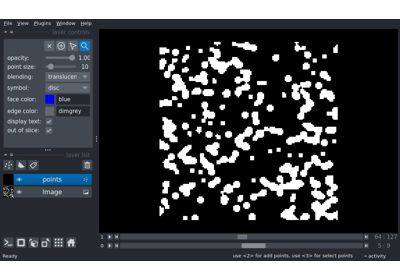 File View Plugins Window Help
layer controls
opacity: 1.00
point size: 10
blending: translucen
symbol: disc
face color: blue
edge color: dimgrey
display text:
out of slice:
layer list
points
Image
1 64 127
0 5 9
Ready use <2> for add points, use <3> for select points activity